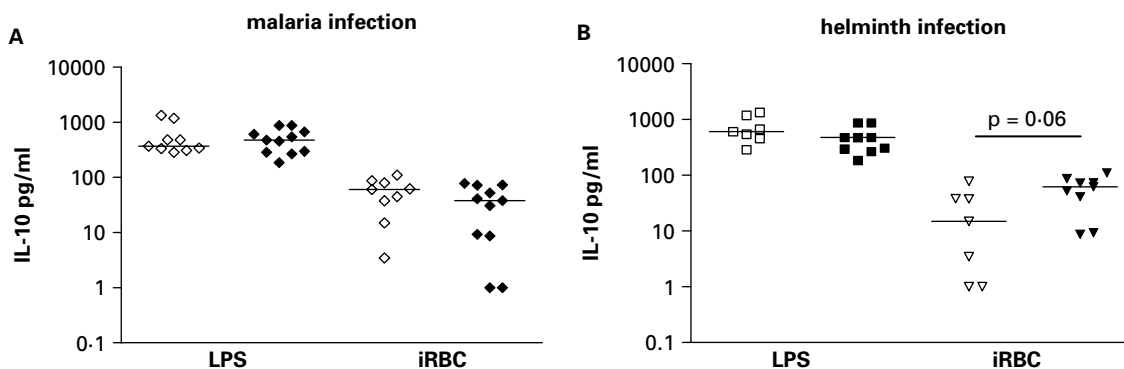 A
malaria infection
IL-10 pg/ml
10000
1000
100
10
1
0·1
LPS
iRBC
B
helminth infection
IL-10 pg/ml
10000
1000
100
10
1
0.1
p = 0·06
LPS
iRBC